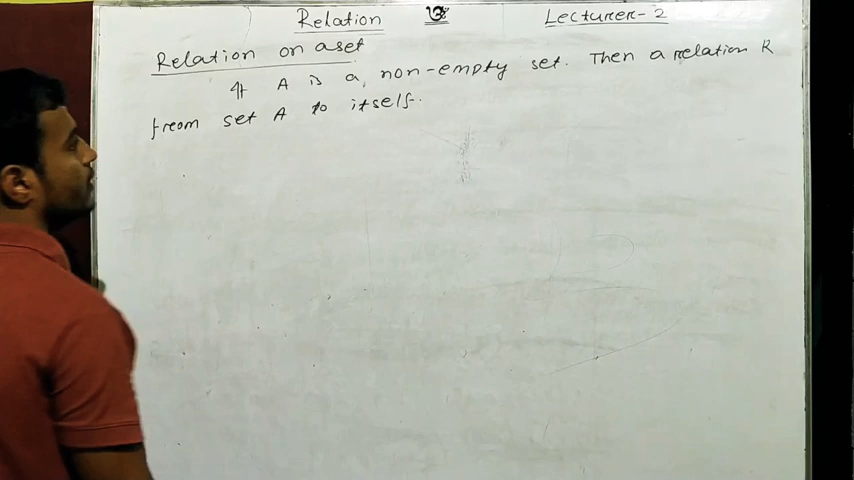 Relation ॐ Lecturer-2
Relation on a set
If A is a non-empty set. Then a relation R
from set A to itself.